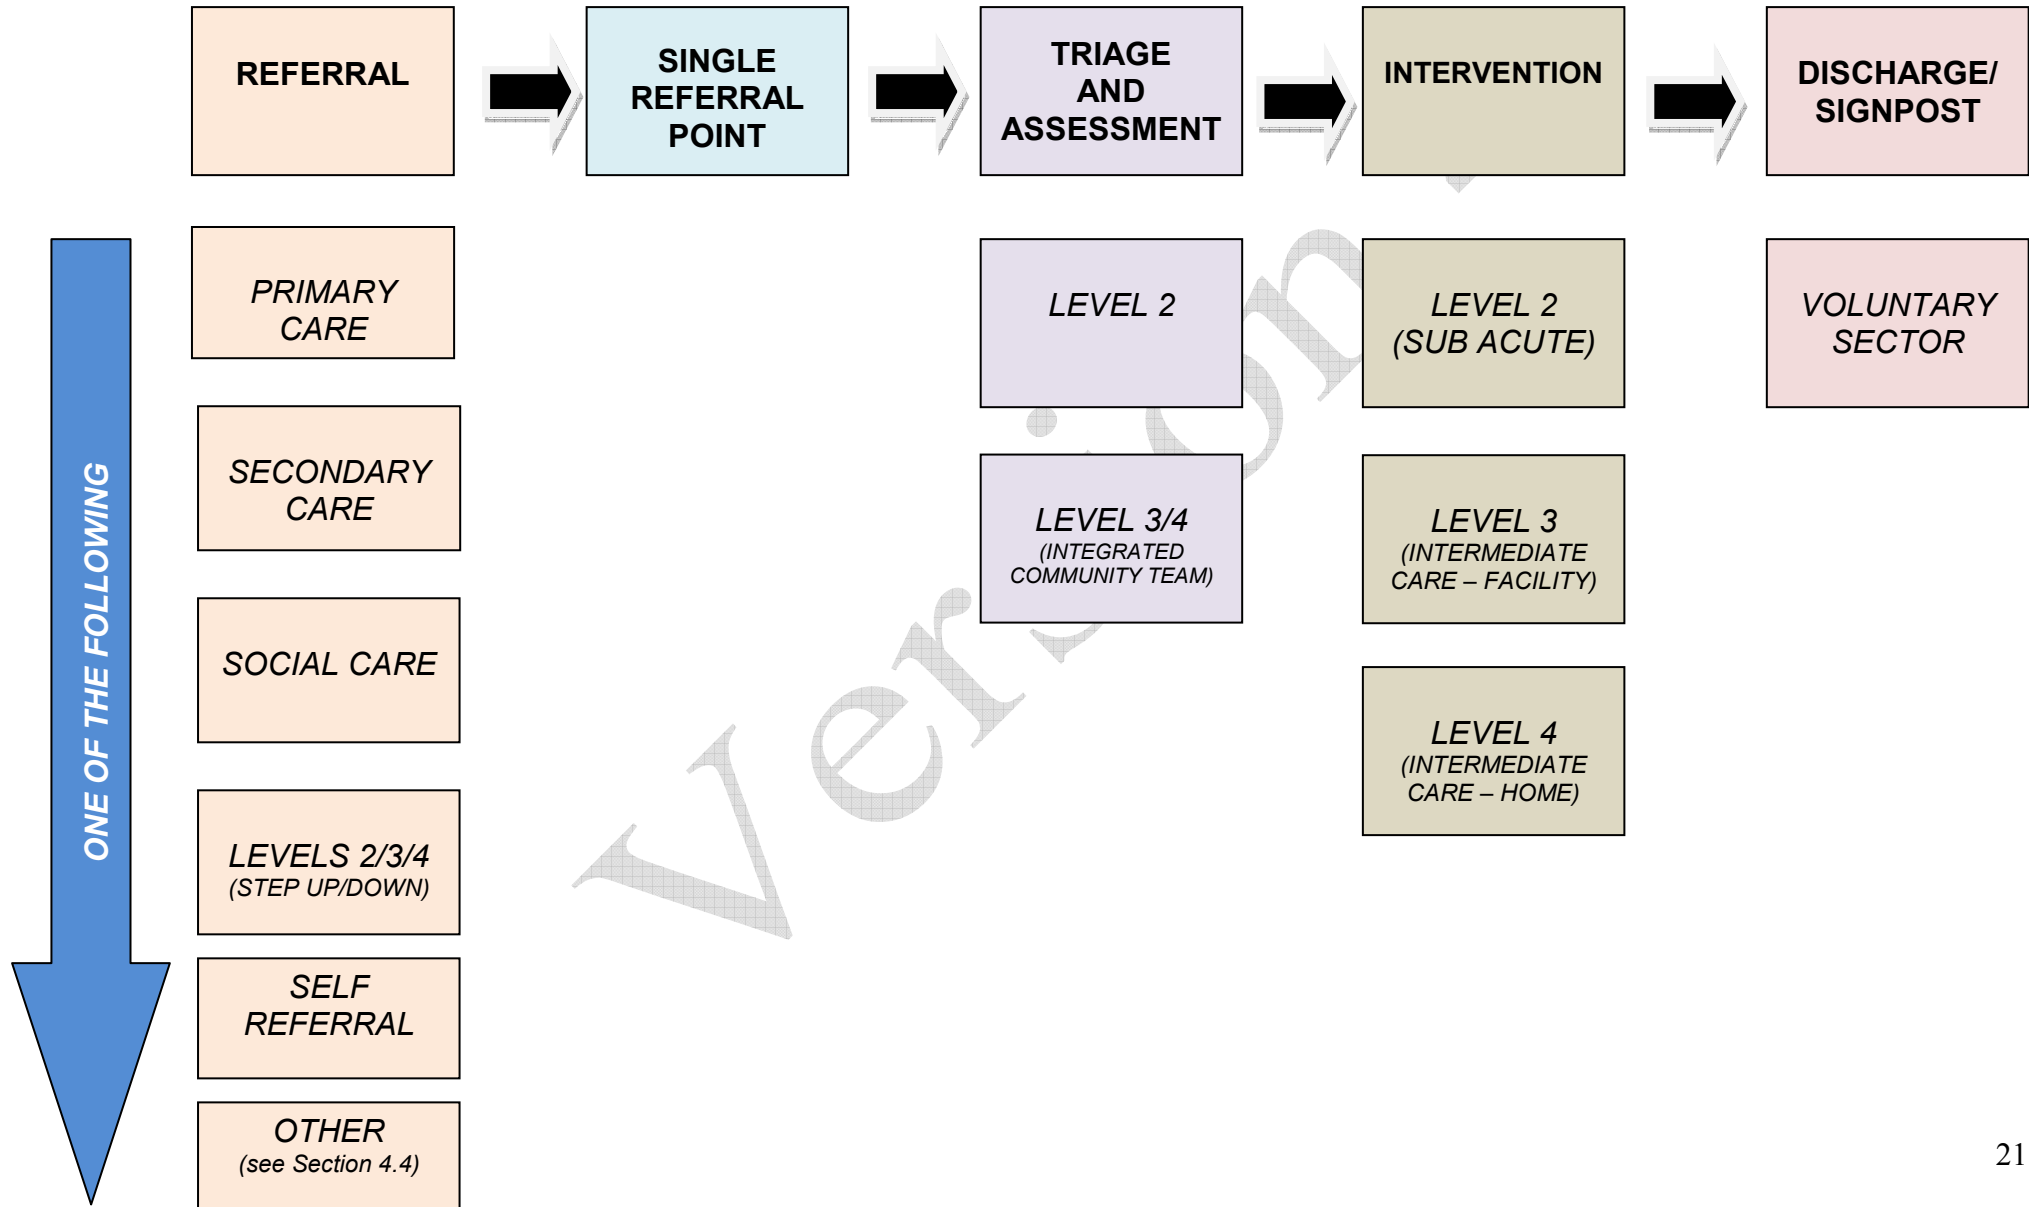 REFERRAL
SINGLE
REFERRAL
POINT
TRIAGE
AND
ASSESSMENT
INTERVENTION
DISCHARGE/
SIGNPOST
ONE OF THE FOLLOWING
PRIMARY
CARE
SECONDARY
CARE
SOCIAL CARE
LEVELS 2/3/4
(STEP UP/DOWN)
SELF
REFERRAL
OTHER
(see Section 4.4)
LEVEL 2
LEVEL 3/4
(INTEGRATED
COMMUNITY TEAM)
LEVEL 2
(SUB ACUTE)
LEVEL 3
(INTERMEDIATE
CARE – FACILITY)
LEVEL 4
(INTERMEDIATE
CARE – HOME)
VOLUNTARY
SECTOR
Version
21